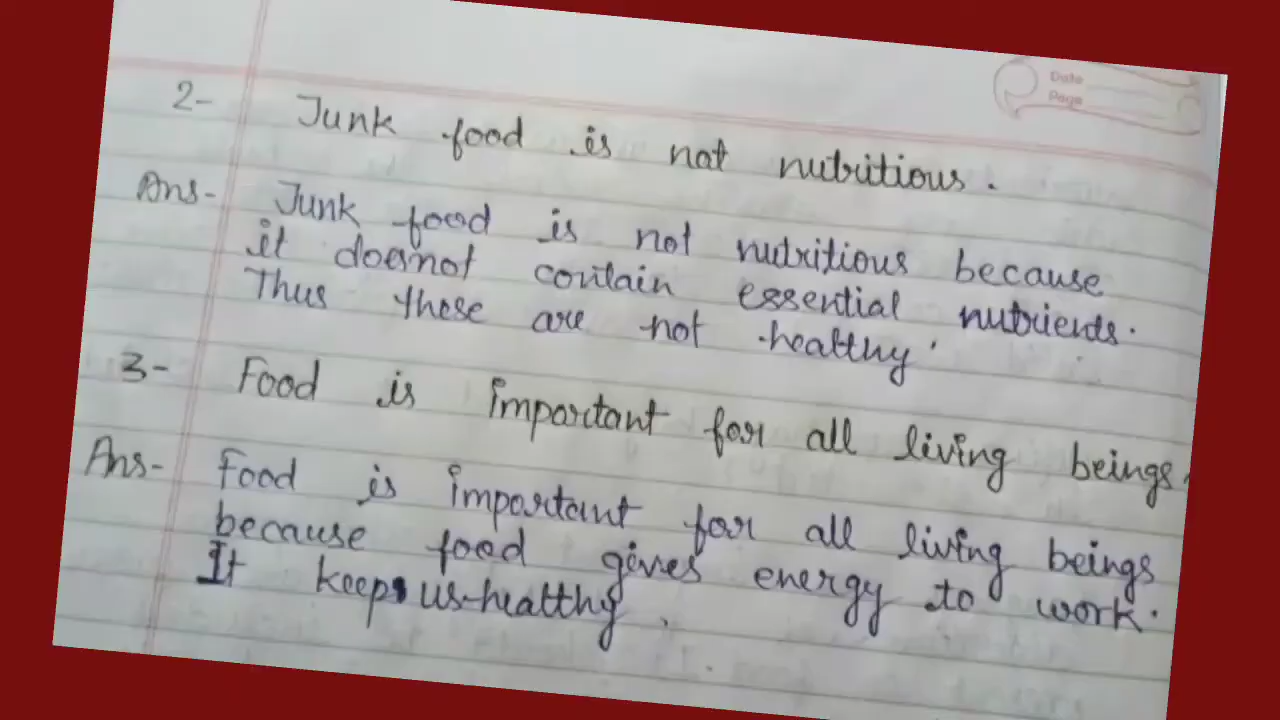 Date
Page
2- Junk food is not nutritious.
Ans- Junk food is not nutritious because
it doesnot contain essential nutrients.
Thus these are not healthy.
3- Food is important for all living beings.
Ans- Food is important for all living beings
because food gives energy to work.
It keeps us healthy.